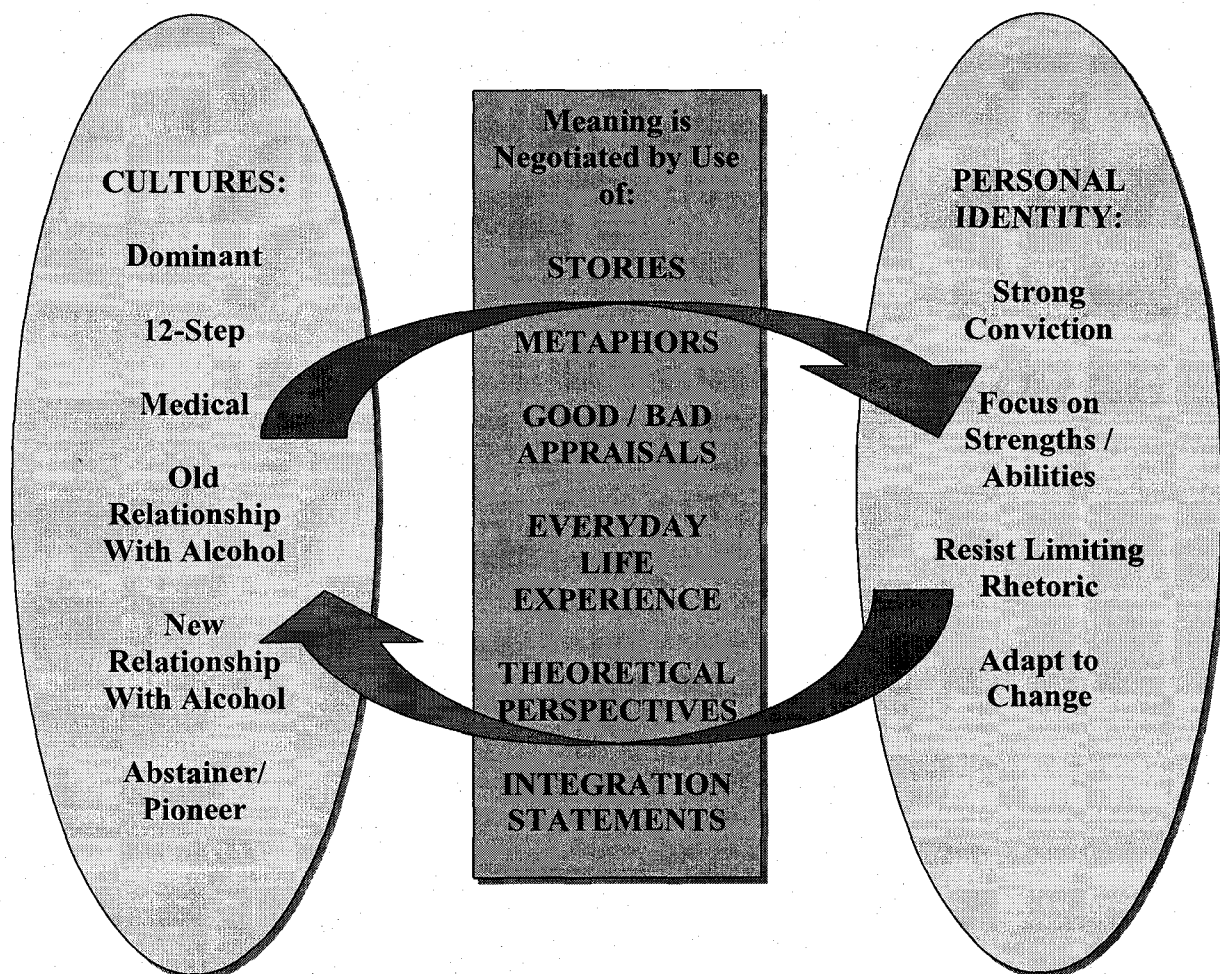 CULTURES:
Dominant
12-Step
Medical
Old
Relationship
With Alcohol
New
Relationship
With Alcohol
Abstainer/
Pioneer
Meaning is
Negotiated by Use
of:
STORIES
METAPHORS
GOOD / BAD
APPRAISALS
EVERYDAY
LIFE
EXPERIENCE
THEORETICAL
PERSPECTIVES
INTEGRATION
STATEMENTS
PERSONAL
IDENTITY:
Strong
Conviction
Focus on
Strengths /
Abilities
Resist Limiting
Rhetoric
Adapt to
Change